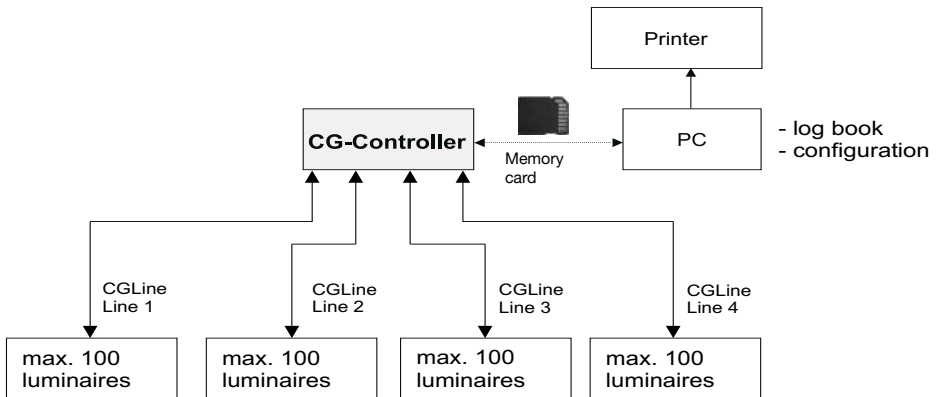 Printer
CG-Controller
Memory
card
PC
- log book
- configuration
CGLine
Line 1
CGLine
Line 2
CGLine
Line 3
CGLine
Line 4
max. 100
luminaires
max. 100
luminaires
max. 100
luminaires
max. 100
luminaires